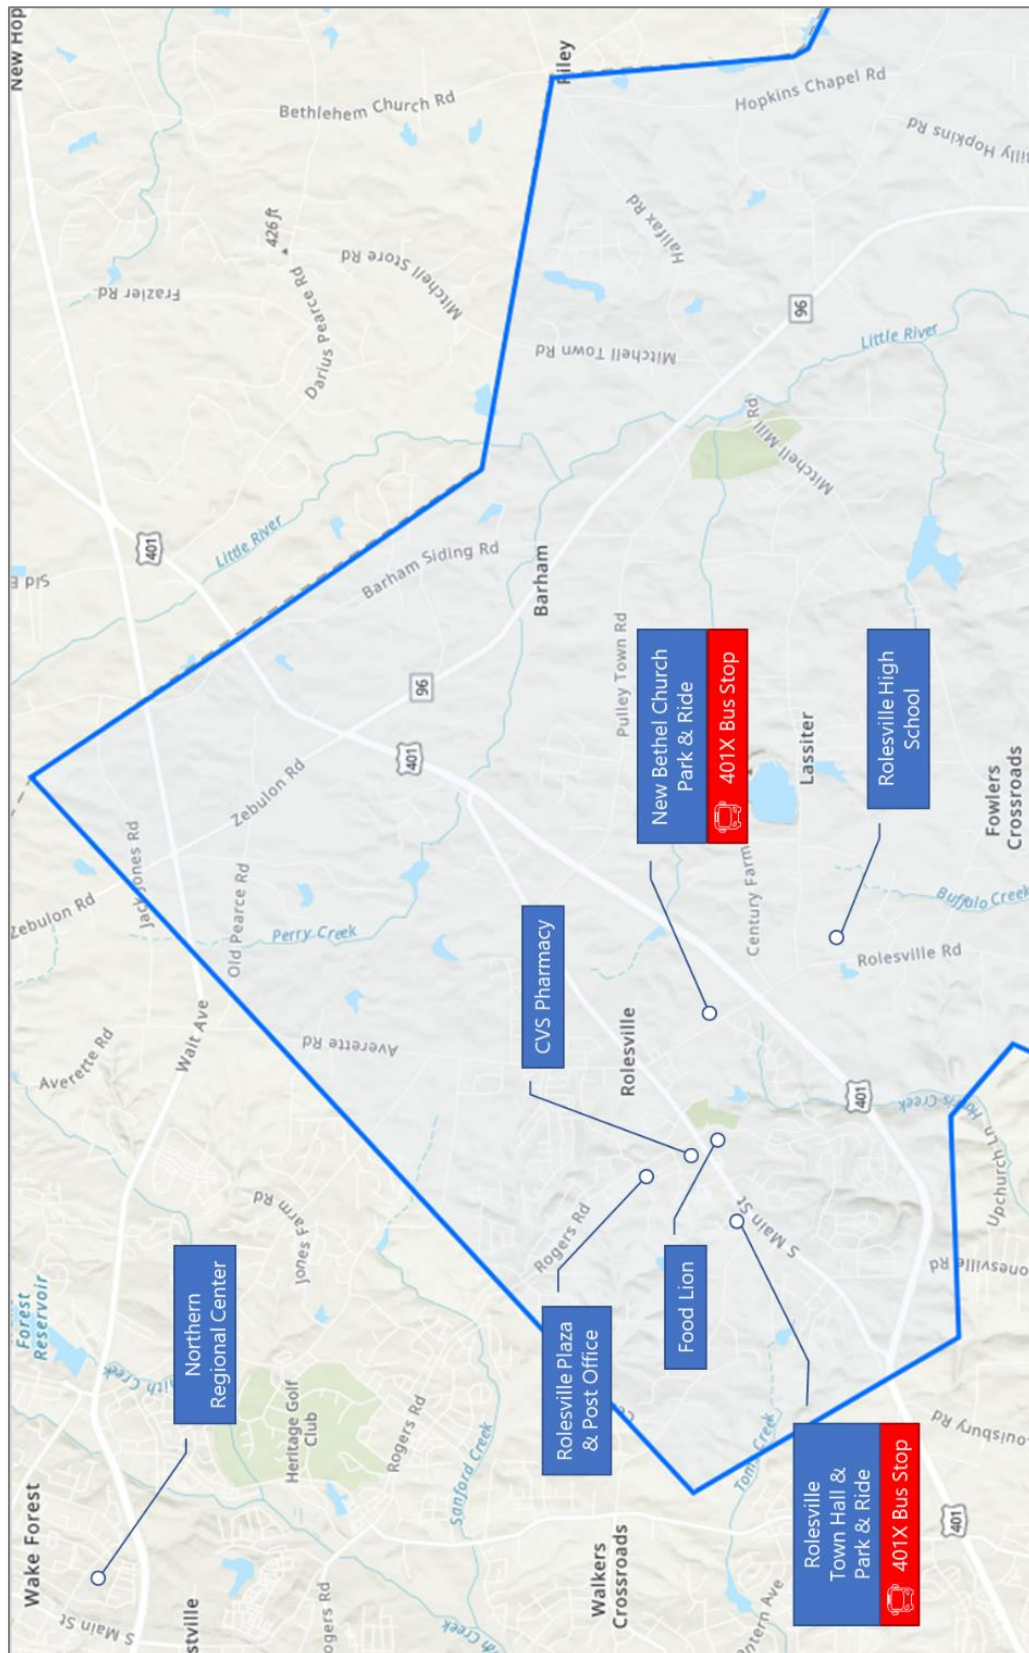 Wake Forest
S Main St
Forest
Reservoir
Northern
Regional Center
Averette Rd
Wait Ave
Zebulon Rd
Jack Jones Rd
Old Pearce Rd
Perry Creek
Averette Rd
Jones Farm Rd
Heritage Golf
Club
Rogers Rd
Sanford Creek
Zebulon Rd
96
401
401
Little River
Barham Siding Rd
Frazier Rd
Darius Pearce Rd
426 ft
Mitchell Store Rd
Bethlehem Church Rd
New Hop
Riley
Halifax Rd
Hopkins Chapel Rd
Mitchell Town Rd
96
Little River
Mitchell Mill Rd
Barham
Pulley Town Rd
CVS Pharmacy
Rolesville
Rogers Rd
Rolesville Plaza
& Post Office
Food Lion
Walkers
Crossroads
New Bethel Church
Park & Ride
401X Bus Stop
Lassiter
Century Farm
S Main St
Rolesville High
School
Rolesville Rd
Buffalo Creek
Fowlers
Crossroads
401
Harris Creek
Upchurch Ln
Rolesville
Town Hall &
Park & Ride
401X Bus Stop
401